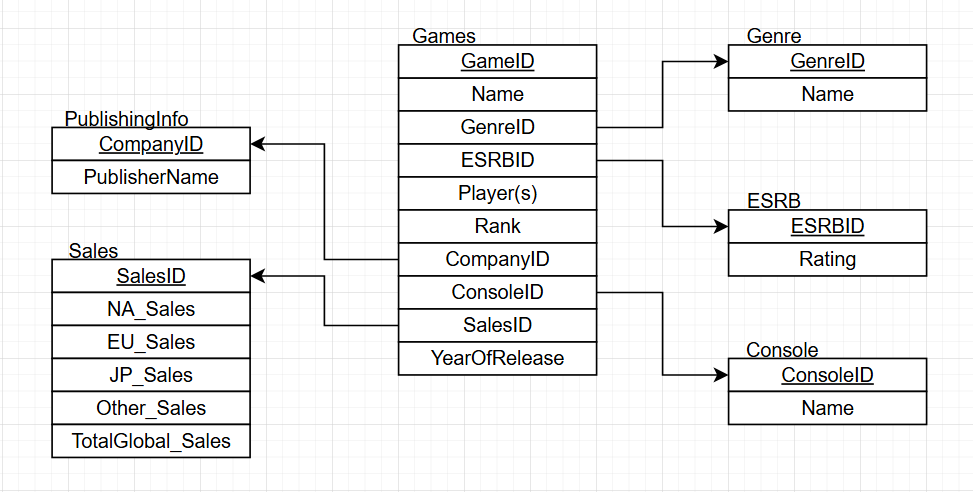 Games
GameID
Name
GenreID
ESRBID
Player(s)
Rank
CompanyID
ConsoleID
SalesID
YearOfRelease
PublishingInfo
CompanyID
PublisherName
Sales
SalesID
NA_Sales
EU_Sales
JP_Sales
Other_Sales
TotalGlobal_Sales
Genre
GenreID
Name
ESRB
ESRBID
Rating
Console
ConsoleID
Name